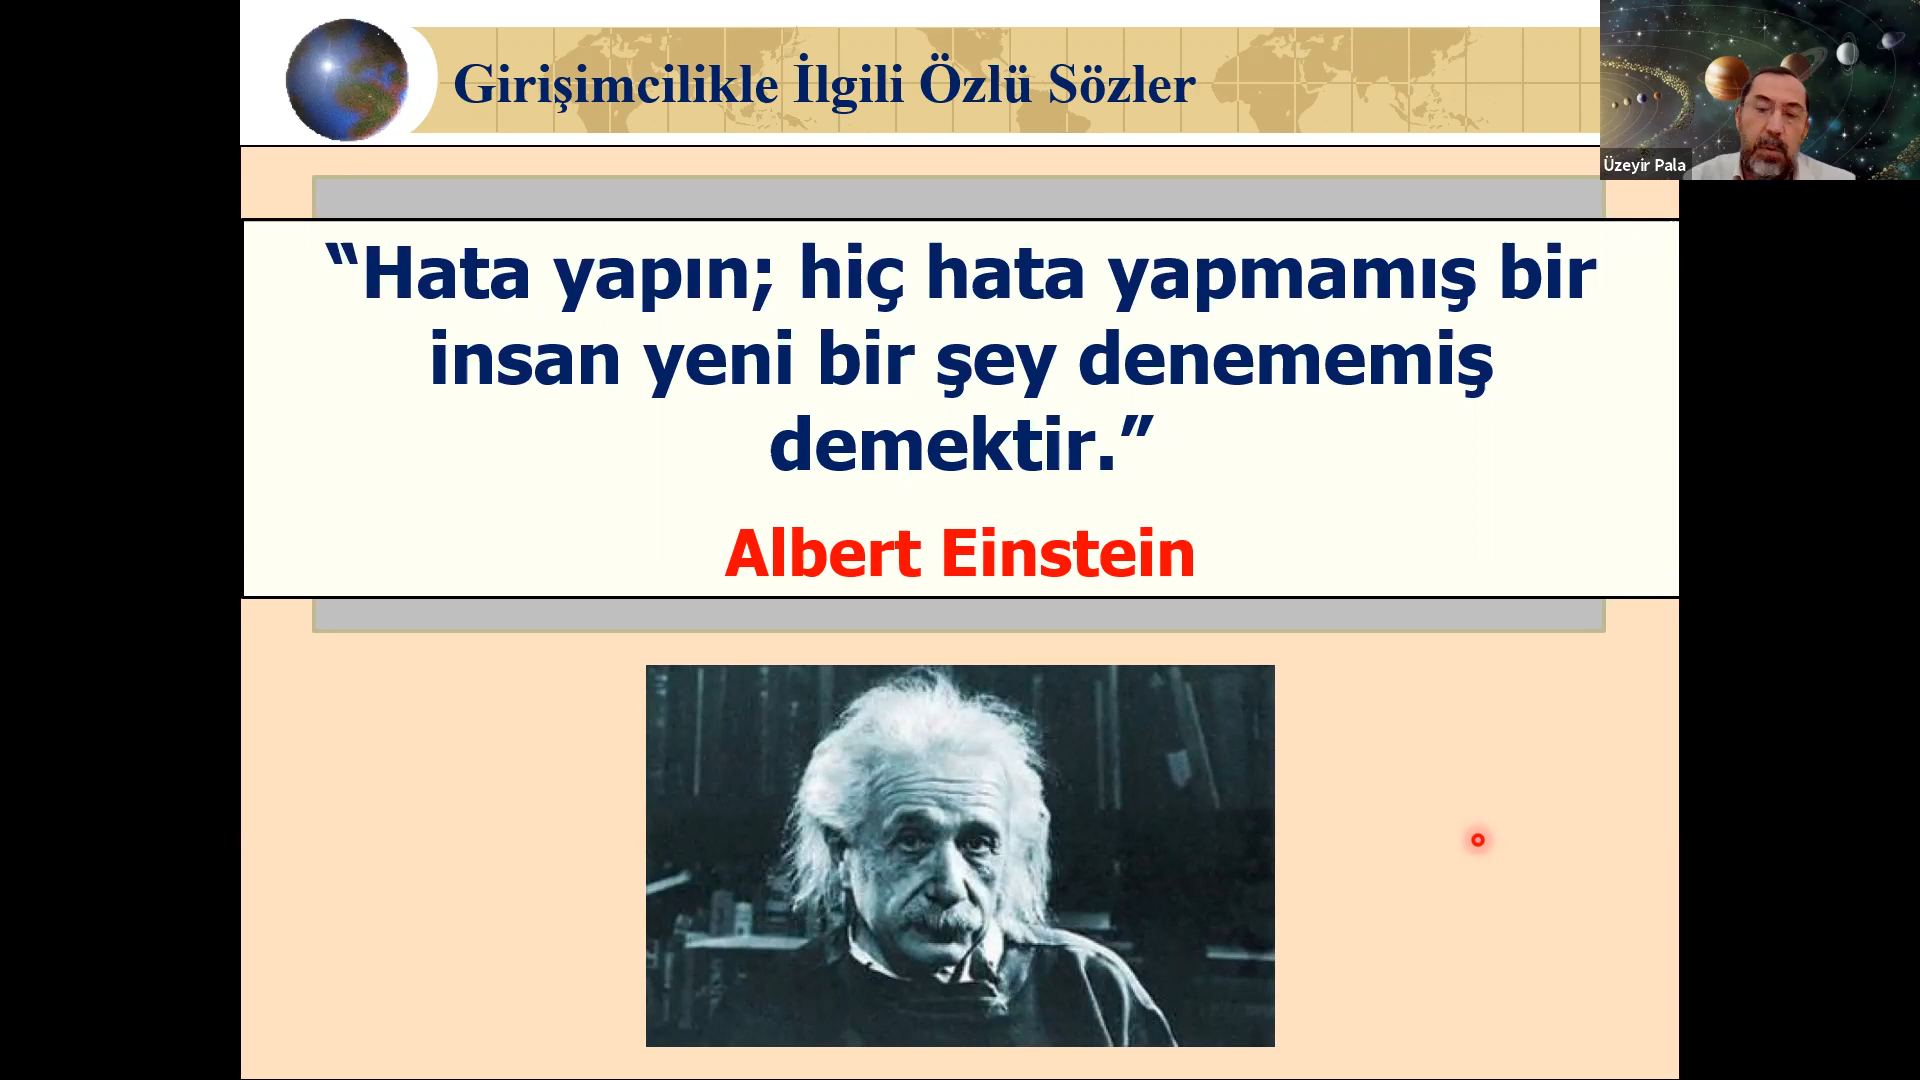 Girişimcilikle İlgili Özlü Sözler
Üzeyir Pala
“Hata yapın; hiç hata yapmamış bir
insan yeni bir şey denememiş
demektir.”
Albert Einstein